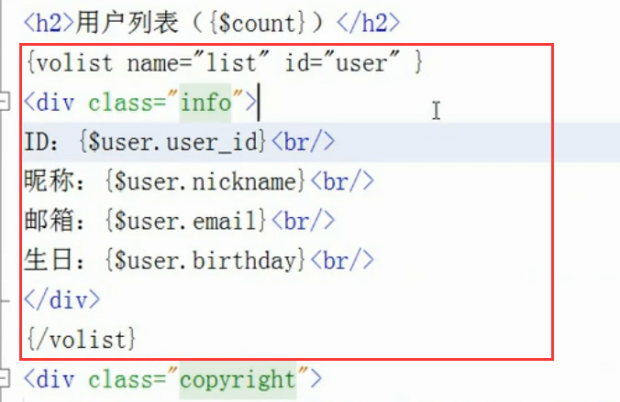 <h2>用户列表（{$count}）</h2>
{volist name="list" id="user" }
<div class="info">
ID：{$user.user_id}<br/>
昵称：{$user.nickname}<br/>
邮箱：{$user.email}<br/>
生日：{$user.birthday}<br/>
</div>
{/volist}
<div class="copyright">